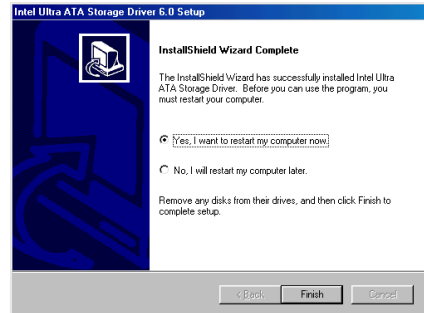 Intel Ultra ATA Storage Driver 6.0 Setup
InstallShield Wizard Complete
The InstallShield Wizard has successfully installed Intel Ultra
ATA Storage Driver. Before you can use the program, you
must restart your computer.
Yes, I want to restart my computer now.
No, I will restart my computer later.
Remove any disks from their drives, and then click Finish to
complete setup.
< Back Finish Cancel